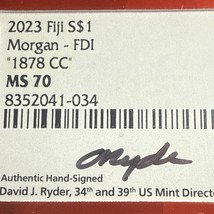 2023 Fiji S$1
Morgan - FDI
"1878 CC"
MS 70
8352041-034
Ryder
Authentic Hand-Signed
David J. Ryder, 34th and 39th US Mint Directo